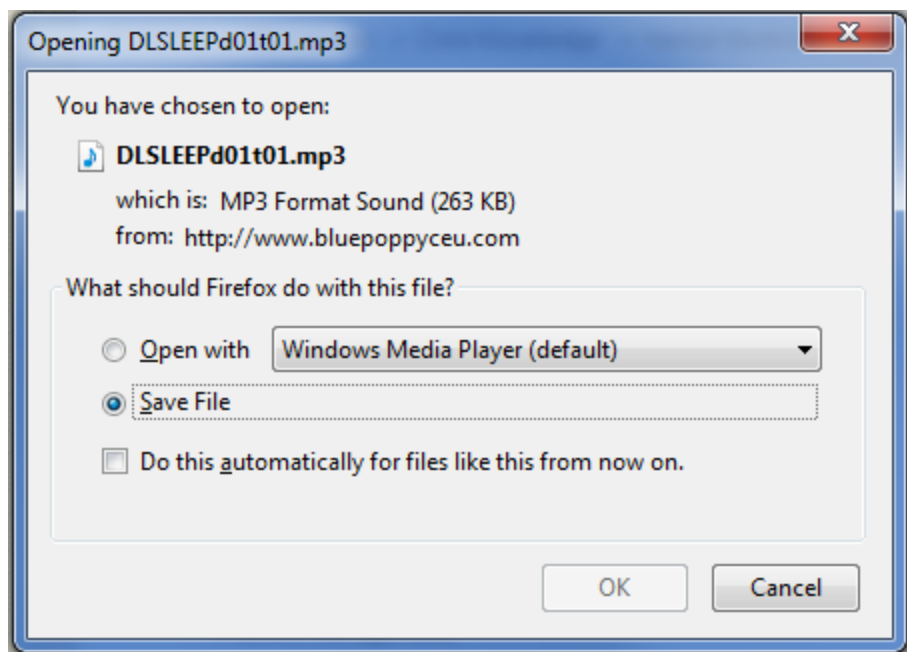 Opening DLSLEEPd01t01.mp3
You have chosen to open:
DLSLEEPd01t01.mp3
which is: MP3 Format Sound (263 KB)
from: http://www.bluepoppyceu.com
What should Firefox do with this file?
Open with Windows Media Player (default)
Save File
Do this automatically for files like this from now on.
OK Cancel